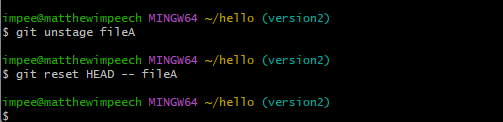 impee@matthewimpeech MINGW64 ~/hello (version2)
$ git unstage fileA
impee@matthewimpeech MINGW64 ~/hello (version2)
$ git reset HEAD -- fileA
impee@matthewimpeech MINGW64 ~/hello (version2)
$